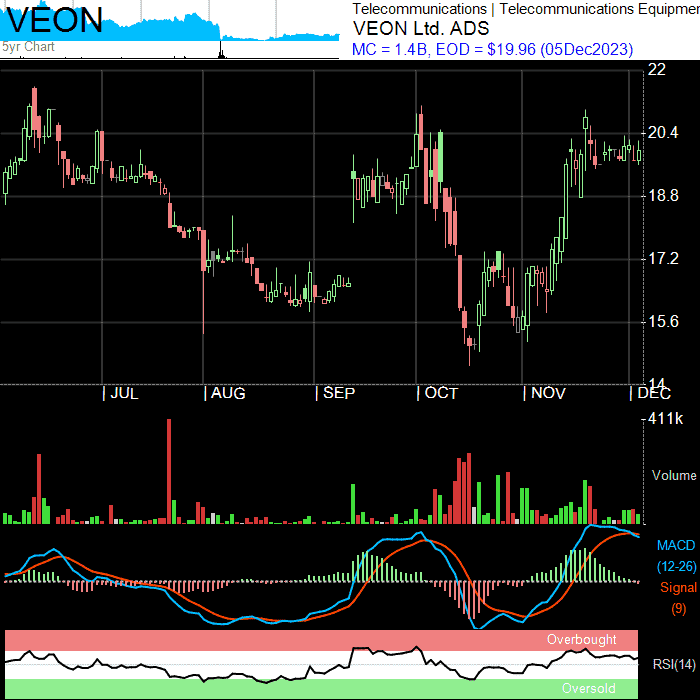 VEON
5yr Chart
Telecommunications | Telecommunications Equipmen
VEON Ltd. ADS
MC = 1.4B, EOD = $19.96 (05Dec2023)
22
20.4
18.8
17.2
15.6
14
JUL
AUG
SEP
OCT
NOV
DEC
411k
Volume
MACD
(12-26)
Signal
(9)
Overbought
RSI(14)
Oversold